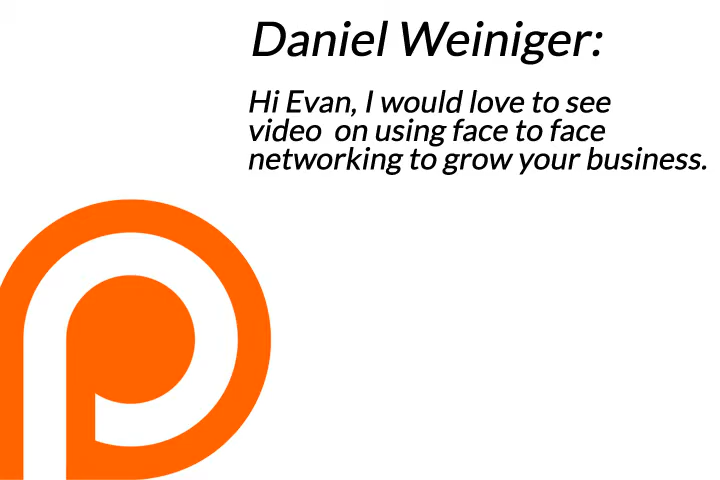 Daniel Weiniger:
Hi Evan, I would love to see
video  on using face to face
networking to grow your business.